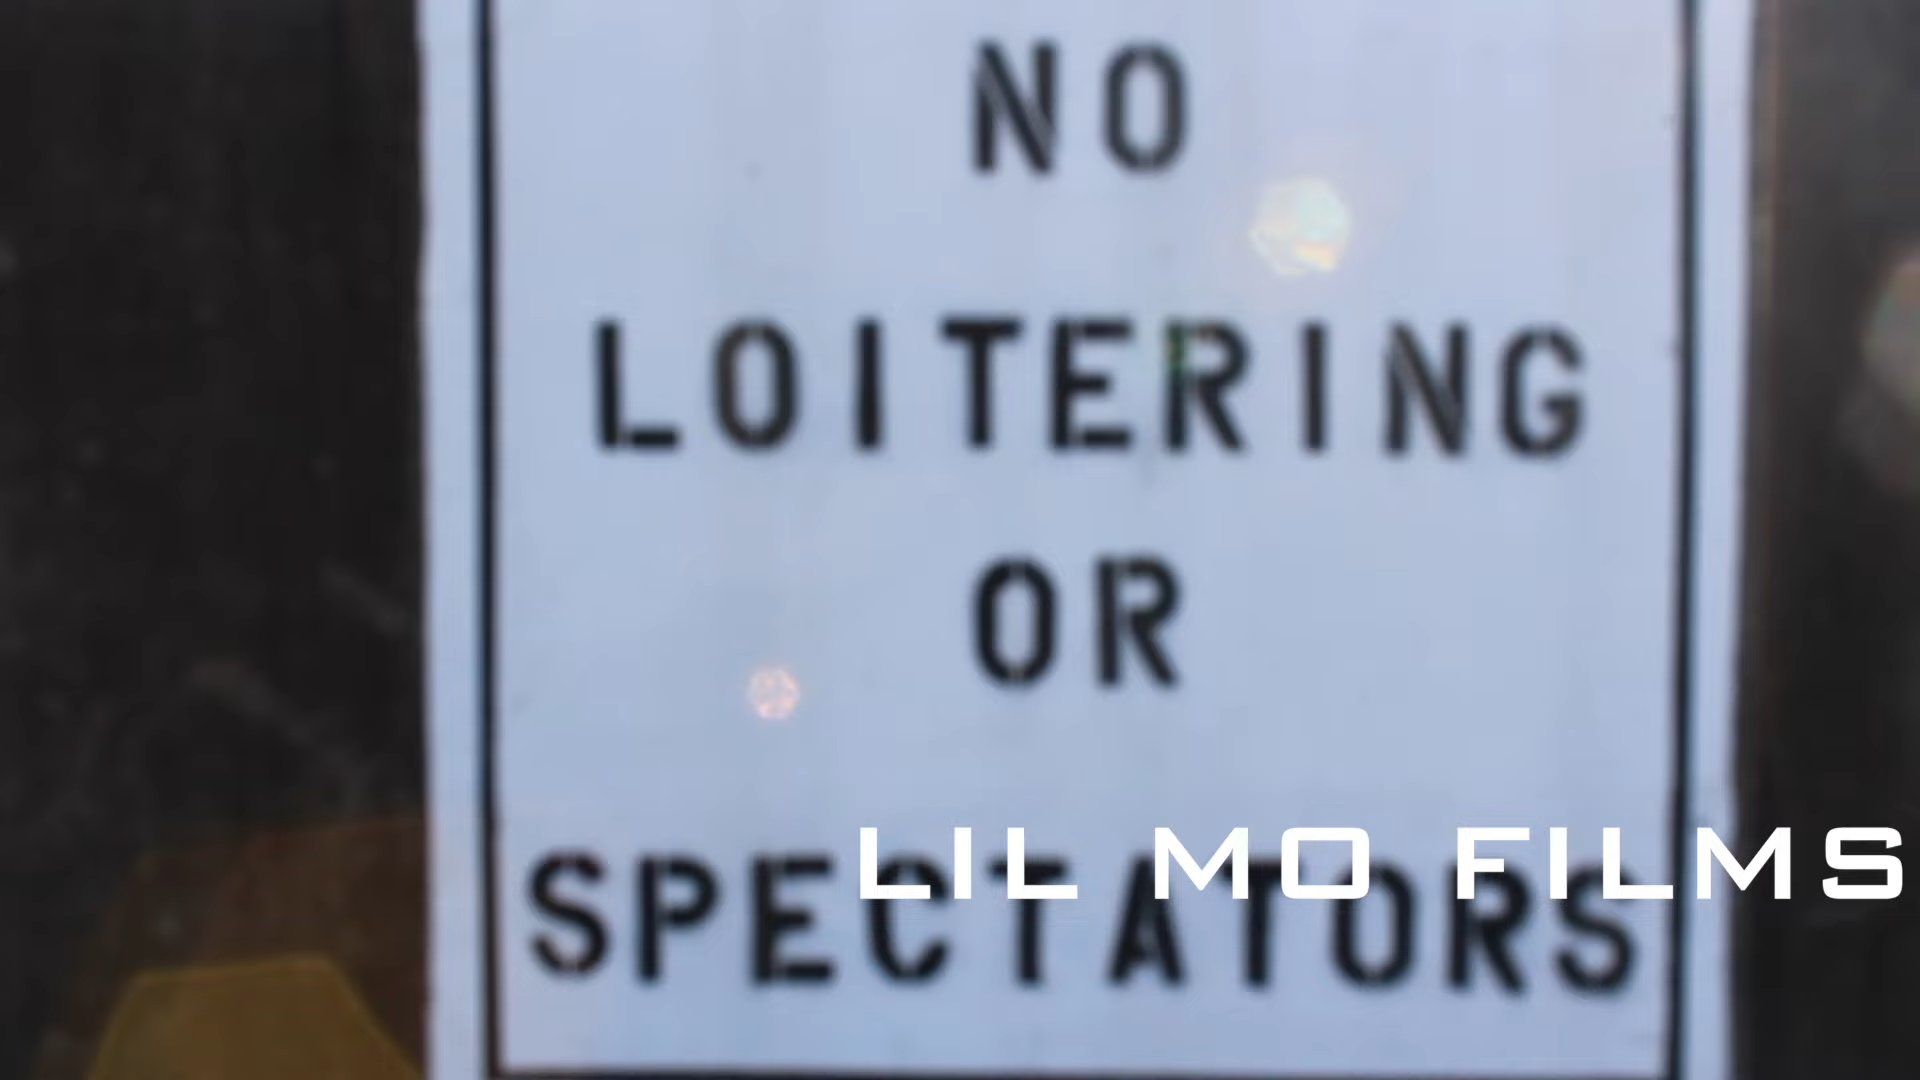 NO
LOITERING
OR
SPECTATORS
LIL MO FILMS